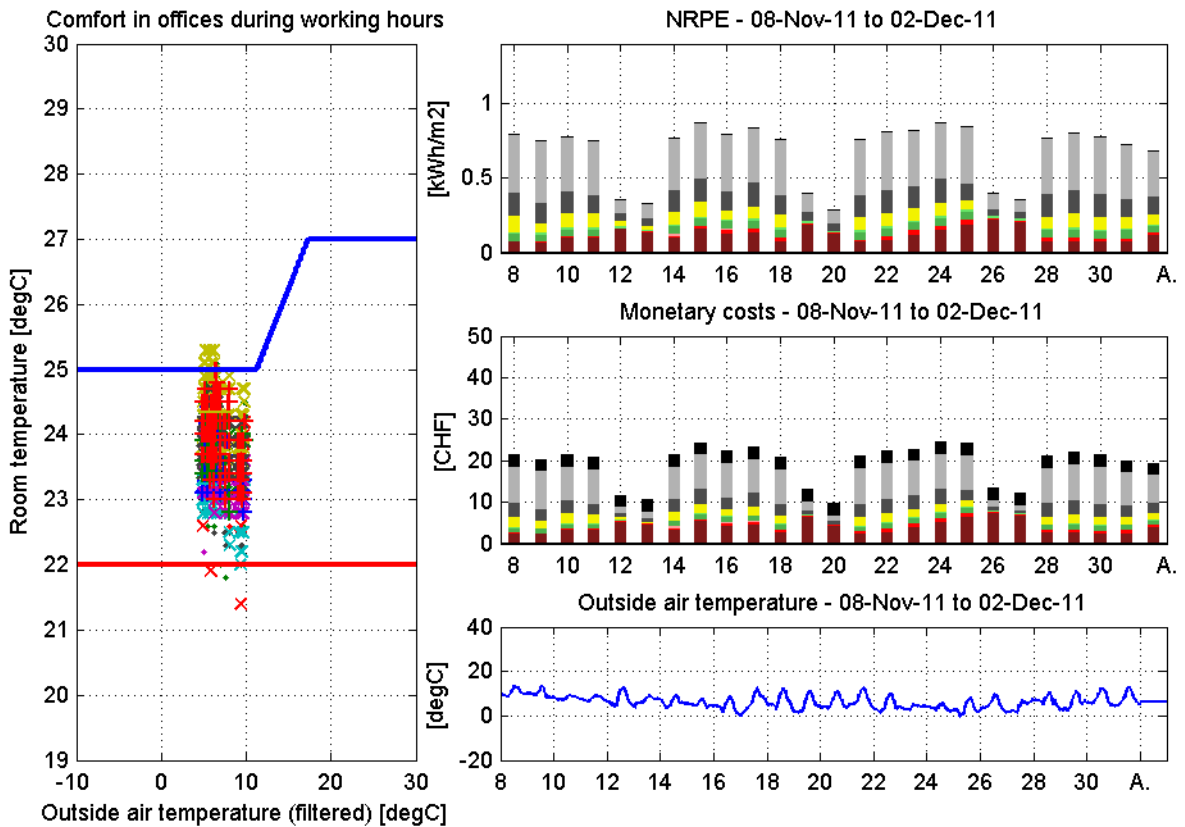 Comfort in offices during working hours
30
29
28
27
26
25
24
23
22
21
20
19
Room temperature [degC]
-10 0 10 20 30
Outside air temperature (filtered) [degC]
NRPE - 08-Nov-11 to 02-Dec-11
[kWh/m2]
1
0.5
0
8 10 12 14 16 18 20 22 24 26 28 30 A.
Monetary costs - 08-Nov-11 to 02-Dec-11
[CHF]
50
40
30
20
10
0
8 10 12 14 16 18 20 22 24 26 28 30 A.
Outside air temperature - 08-Nov-11 to 02-Dec-11
[degC]
40
20
0
-20
8 10 12 14 16 18 20 22 24 26 28 30 A.